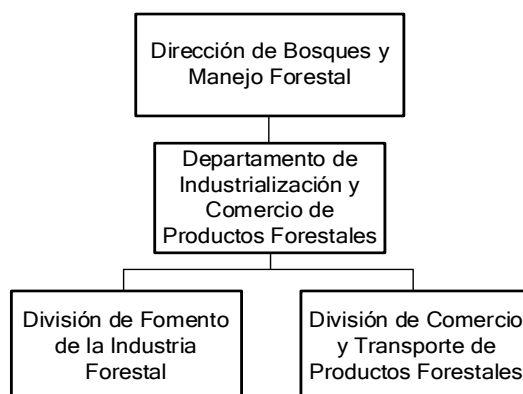 Dirección de Bosques y
Manejo Forestal
Departamento de
Industrialización y
Comercio de
Productos Forestales
División de Fomento
de la Industria
Forestal
División de Comercio
y Transporte de
Productos Forestales